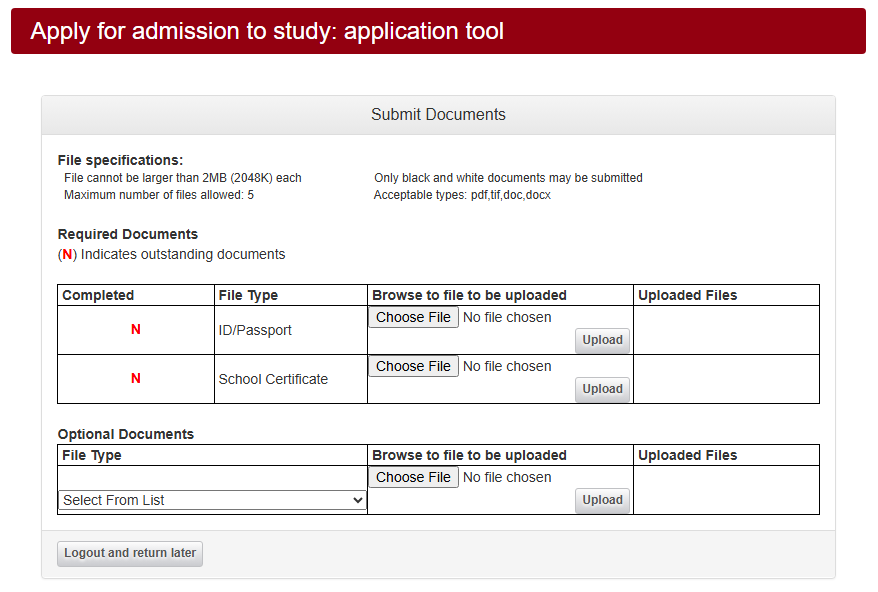 Apply for admission to study: application tool
Submit Documents
File specifications:
File cannot be larger than 2MB (2048K) each
Only black and white documents may be submitted
Maximum number of files allowed: 5
Acceptable types: pdf,tif,doc,docx
Required Documents
(N) Indicates outstanding documents
Completed File Type Browse to file to be uploaded Uploaded Files
N ID/Passport Choose File No file chosen
Upload
N School Certificate Choose File No file chosen
Upload
Optional Documents
File Type Browse to file to be uploaded Uploaded Files
Choose File No file chosen
Select From List Upload
Logout and return later